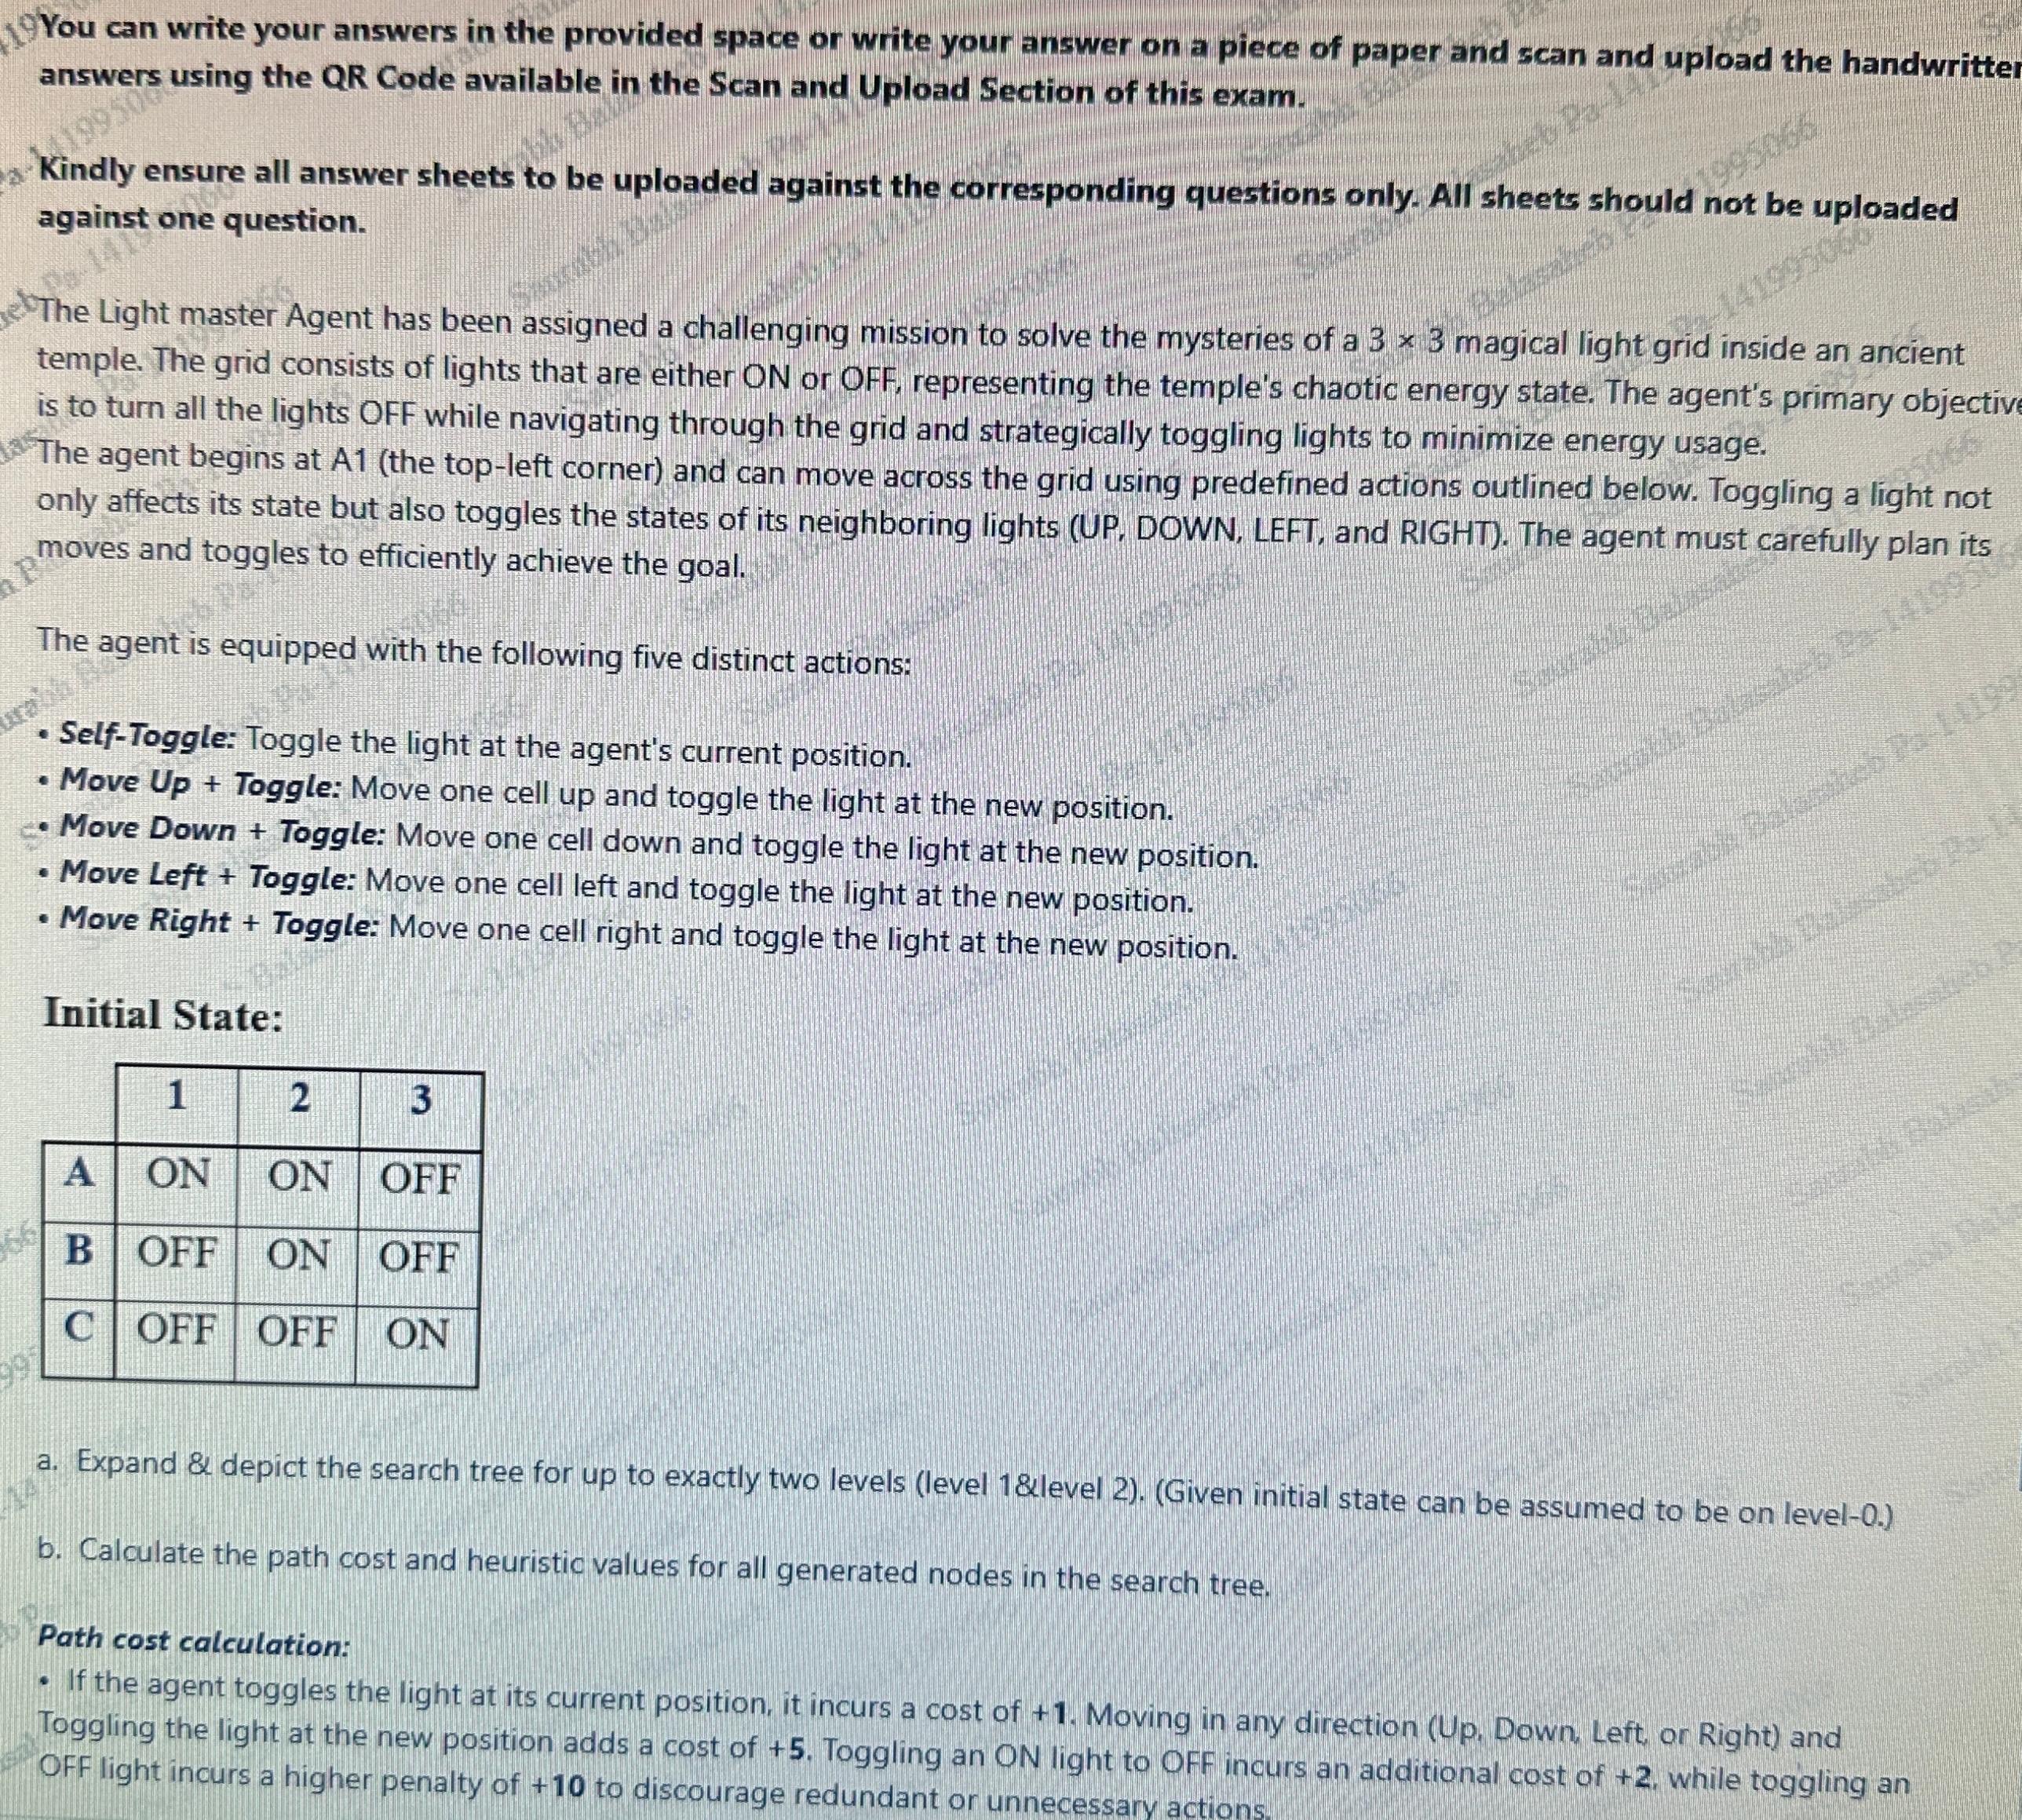 You can write your answers in the provided space or write your answer on a piece of paper and scan and upload the handwritten
answers using the QR Code available in the Scan and Upload Section of this exam.
Kindly ensure all answer sheets to be uploaded against the corresponding questions only. All sheets should not be uploaded
against one question.
The Light master Agent has been assigned a challenging mission to solve the mysteries of a 3 × 3 magical light grid inside an ancient
temple. The grid consists of lights that are either ON or OFF, representing the temple's chaotic energy state. The agent's primary objective
is to turn all the lights OFF while navigating through the grid and strategically toggling lights to minimize energy usage.
The agent begins at A1 (the top-left corner) and can move across the grid using predefined actions outlined below. Toggling a light not
only affects its state but also toggles the states of its neighboring lights (UP, DOWN, LEFT, and RIGHT). The agent must carefully plan its
moves and toggles to efficiently achieve the goal.
The agent is equipped with the following five distinct actions:
• Self-Toggle: Toggle the light at the agent's current position.
• Move Up + Toggle: Move one cell up and toggle the light at the new position.
• Move Down + Toggle: Move one cell down and toggle the light at the new position.
• Move Left + Toggle: Move one cell left and toggle the light at the new position.
• Move Right + Toggle: Move one cell right and toggle the light at the new position.
Initial State:
1 2 3
A ON ON OFF
B OFF ON OFF
C OFF OFF ON
a. Expand & depict the search tree for up to exactly two levels (level 1&level 2). (Given initial state can be assumed to be on level-0.)
b. Calculate the path cost and heuristic values for all generated nodes in the search tree.
Path cost calculation:
• If the agent toggles the light at its current position, it incurs a cost of +1. Moving in any direction (Up, Down, Left, or Right) and
Toggling the light at the new position adds a cost of +5. Toggling an ON light to OFF incurs an additional cost of +2, while toggling an
OFF light incurs a higher penalty of +10 to discourage redundant or unnecessary actions.